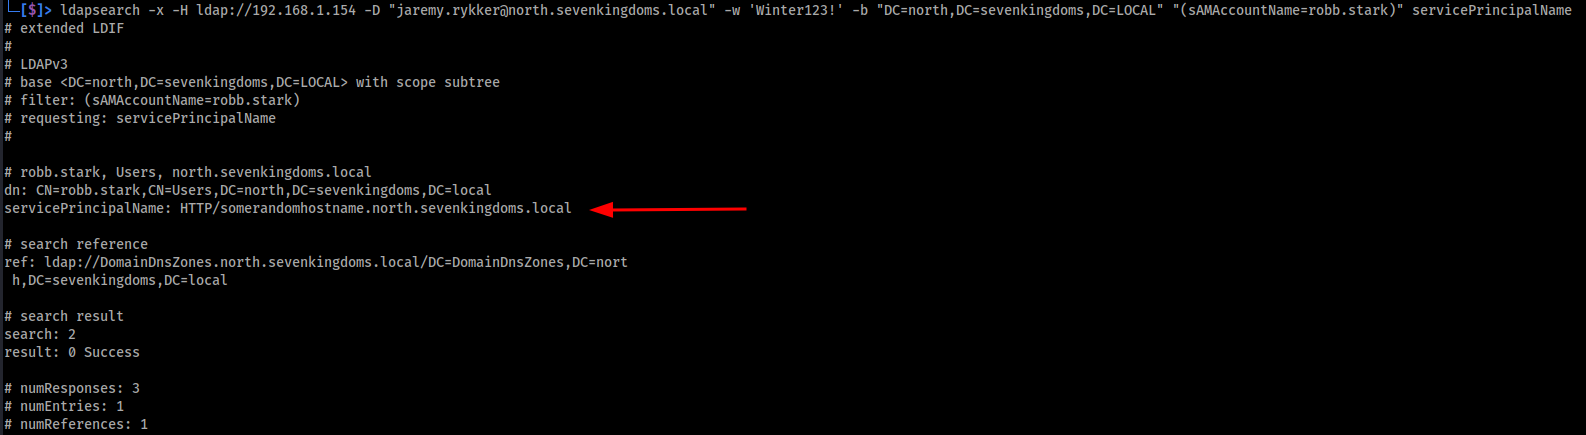 └─[$]> ldapsearch -x -H ldap://192.168.1.154 -D "jaremy.rykker@north.sevenkingdoms.local" -w 'Winter123!' -b "DC=north,DC=sevenkingdoms,DC=LOCAL" "(sAMAccountName=robb.stark)" servicePrincipalName
# extended LDIF
#
# LDAPv3
# base <DC=north,DC=sevenkingdoms,DC=LOCAL> with scope subtree
# filter: (sAMAccountName=robb.stark)
# requesting: servicePrincipalName
#
# robb.stark, Users, north.sevenkingdoms.local
dn: CN=robb.stark,CN=Users,DC=north,DC=sevenkingdoms,DC=local
servicePrincipalName: HTTP/somerandomhostname.north.sevenkingdoms.local
# search reference
ref: ldap://DomainDnsZones.north.sevenkingdoms.local/DC=DomainDnsZones,DC=nort
 h,DC=sevenkingdoms,DC=local
# search result
search: 2
result: 0 Success
# numResponses: 3
# numEntries: 1
# numReferences: 1